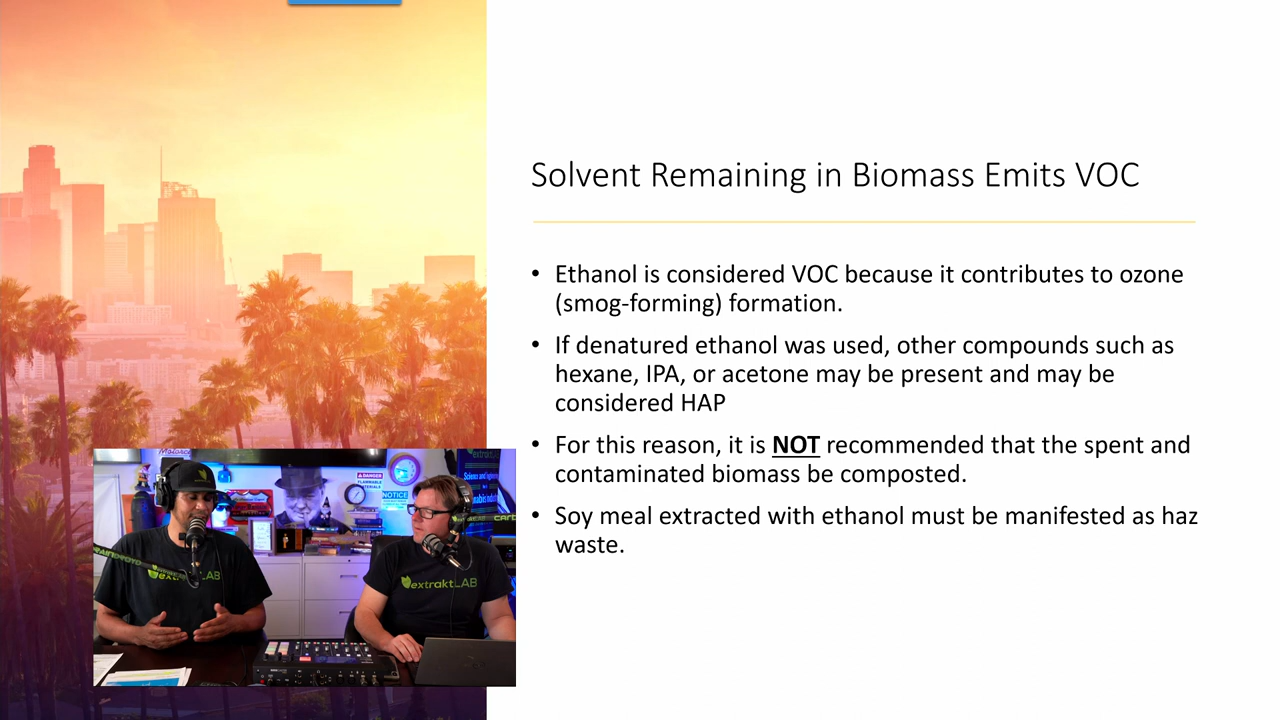 Solvent Remaining in Biomass Emits VOC
• Ethanol is considered VOC because it contributes to ozone
(smog-forming) formation.
• If denatured ethanol was used, other compounds such as
hexane, IPA, or acetone may be present and may be
considered HAP
• For this reason, it is NOT recommended that the spent and
contaminated biomass be composted.
• Soy meal extracted with ethanol must be manifested as haz
waste.
DANGER
FLAMMABLE
MATERIALS
NOTICE
extraktLAB
extraktLAB